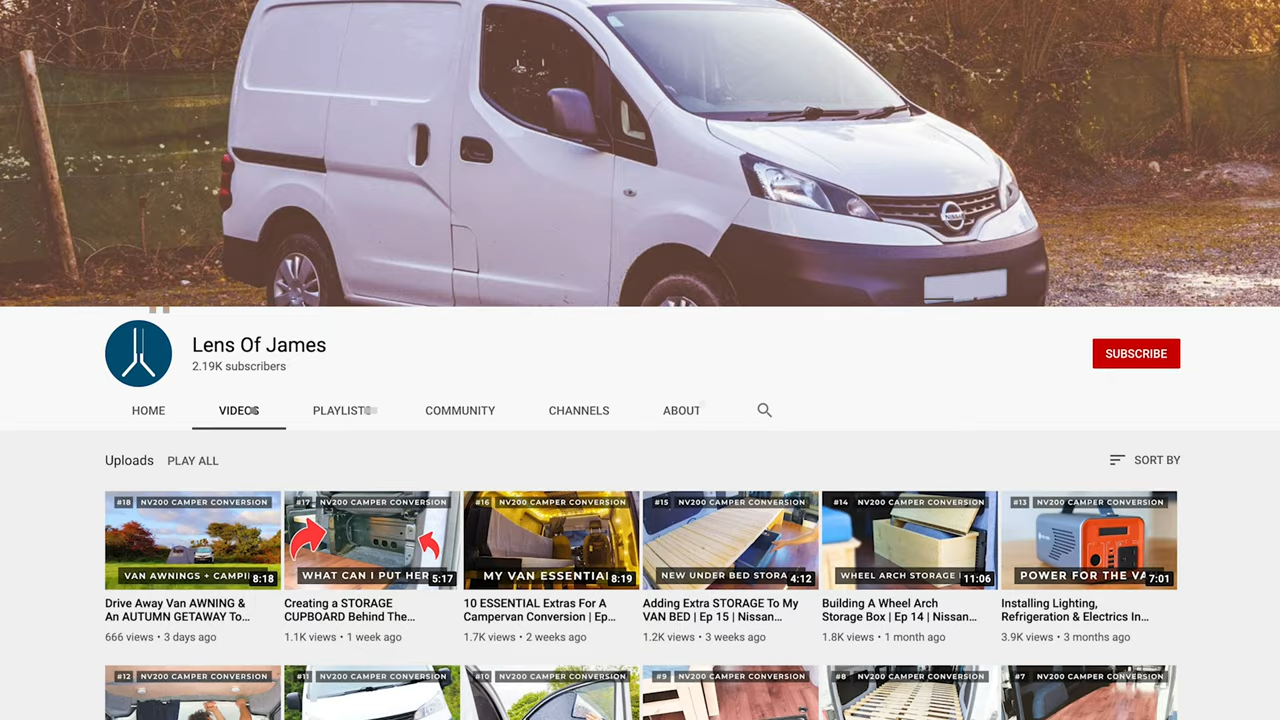 NISSAN
Lens Of James
2.19K subscribers
SUBSCRIBE
HOME
VIDEOS
PLAYLISTS
COMMUNITY
CHANNELS
ABOUT
Uploads
PLAY ALL
SORT BY
#18 NV200 CAMPER CONVERSION
VAN AWNINGS + CAMPI
8:18
Drive Away Van AWNING &
An AUTUMN GETAWAY To…
666 views • 3 days ago
#17 NV200 CAMPER CONVERSION
WHAT CAN I PUT HER
5:17
Creating a STORAGE
CUPBOARD Behind The…
1.1K views • 1 week ago
#16 NV200 CAMPER CONVERSION
MY VAN ESSENTIAL
8:19
10 ESSENTIAL Extras For A
Campervan Conversion | Ep…
1.7K views • 2 weeks ago
#15 NV200 CAMPER CONVERSION
NEW UNDER BED STORA
4:12
Adding Extra STORAGE To My
VAN BED | Ep 15 | Nissan…
1.2K views • 3 weeks ago
#14 NV200 CAMPER CONVERSION
WHEEL ARCH STORAGE
11:06
Building A Wheel Arch
Storage Box | Ep 14 | Nissan…
1.8K views • 1 month ago
#13 NV200 CAMPER CONVERSION
POWER FOR THE VA
7:01
Installing Lighting,
Refrigeration & Electrics In…
3.9K views • 3 months ago
#12 NV200 CAMPER CONVERSION
#11 NV200 CAMPER CONVERSION
#10 NV200 CAMPER CONVERSION
#9 NV200 CAMPER CONVERSION
#8 NV200 CAMPER CONVERSION
#7 NV200 CAMPER CONVERSION